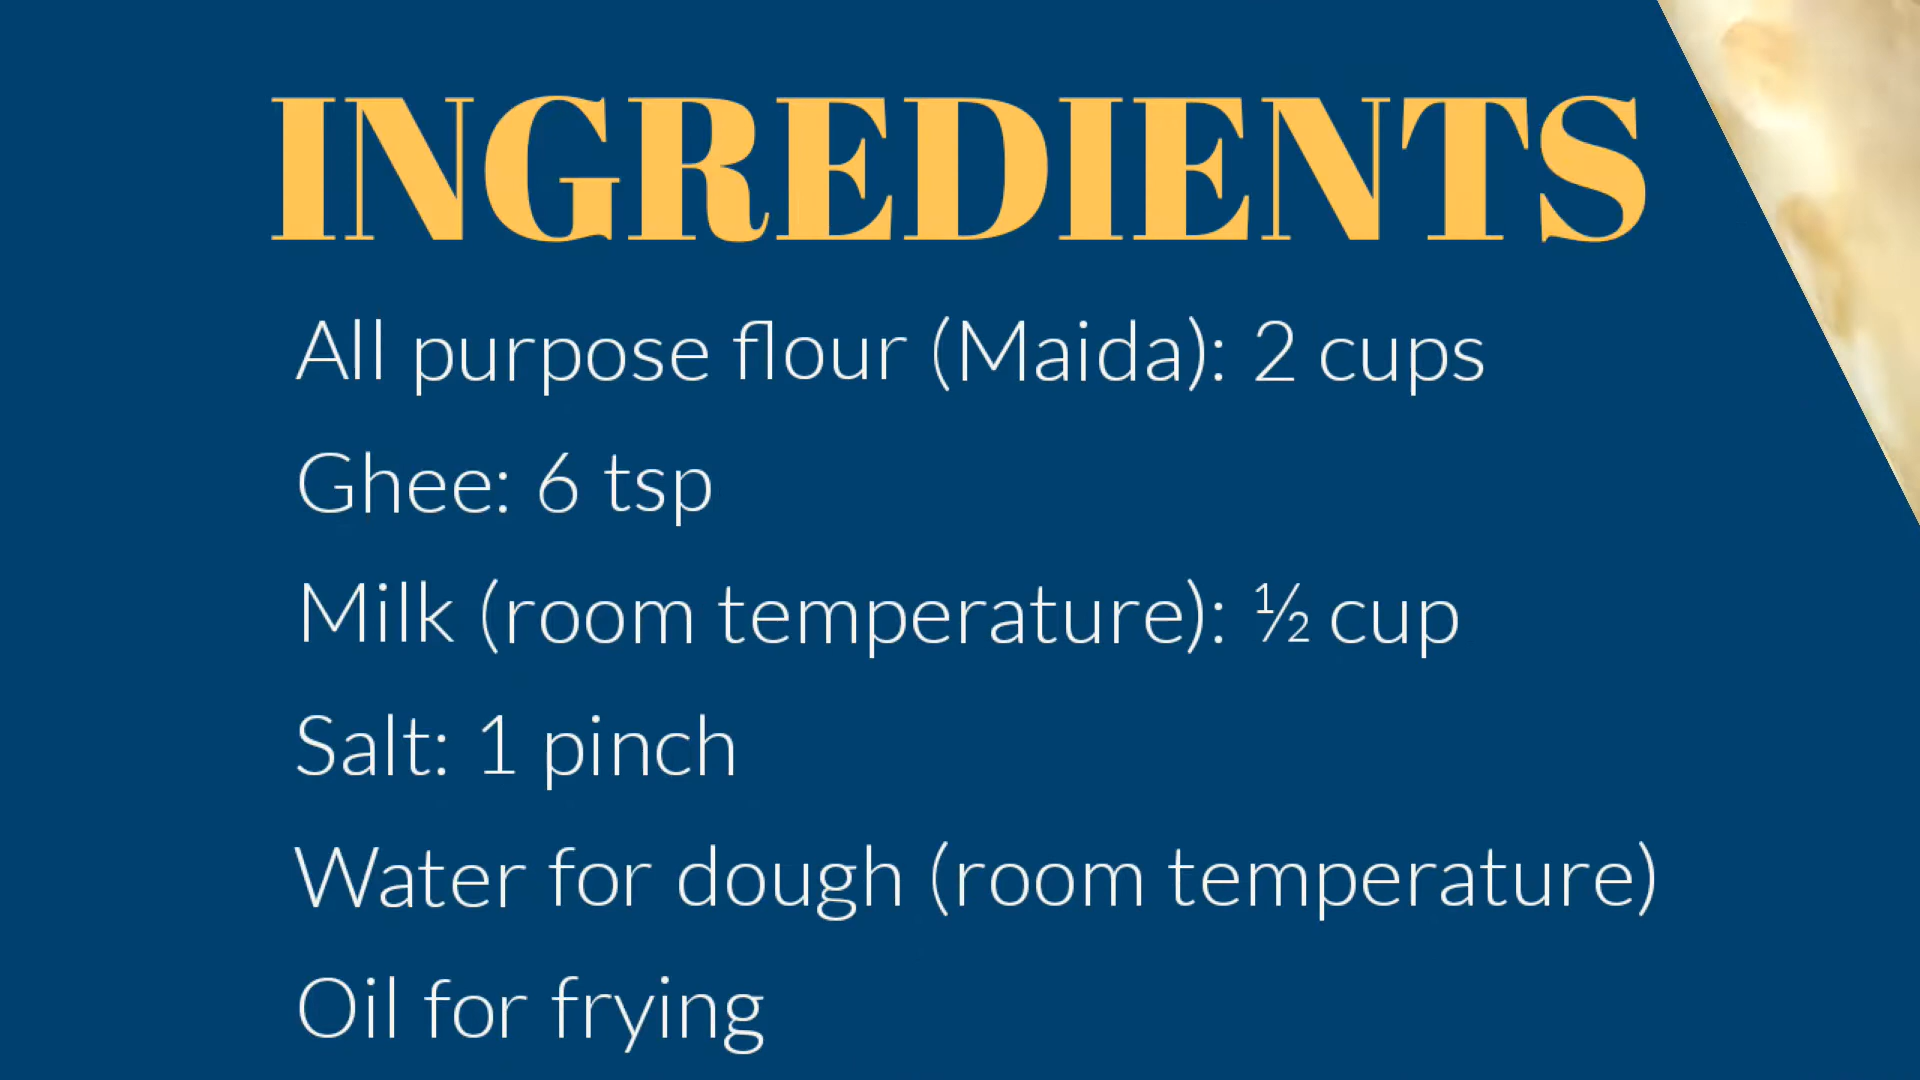 INGREDIENTS
All purpose flour (Maida): 2 cups
Ghee: 6 tsp
Milk (room temperature): ½ cup
Salt: 1 pinch
Water for dough (room temperature)
Oil for frying